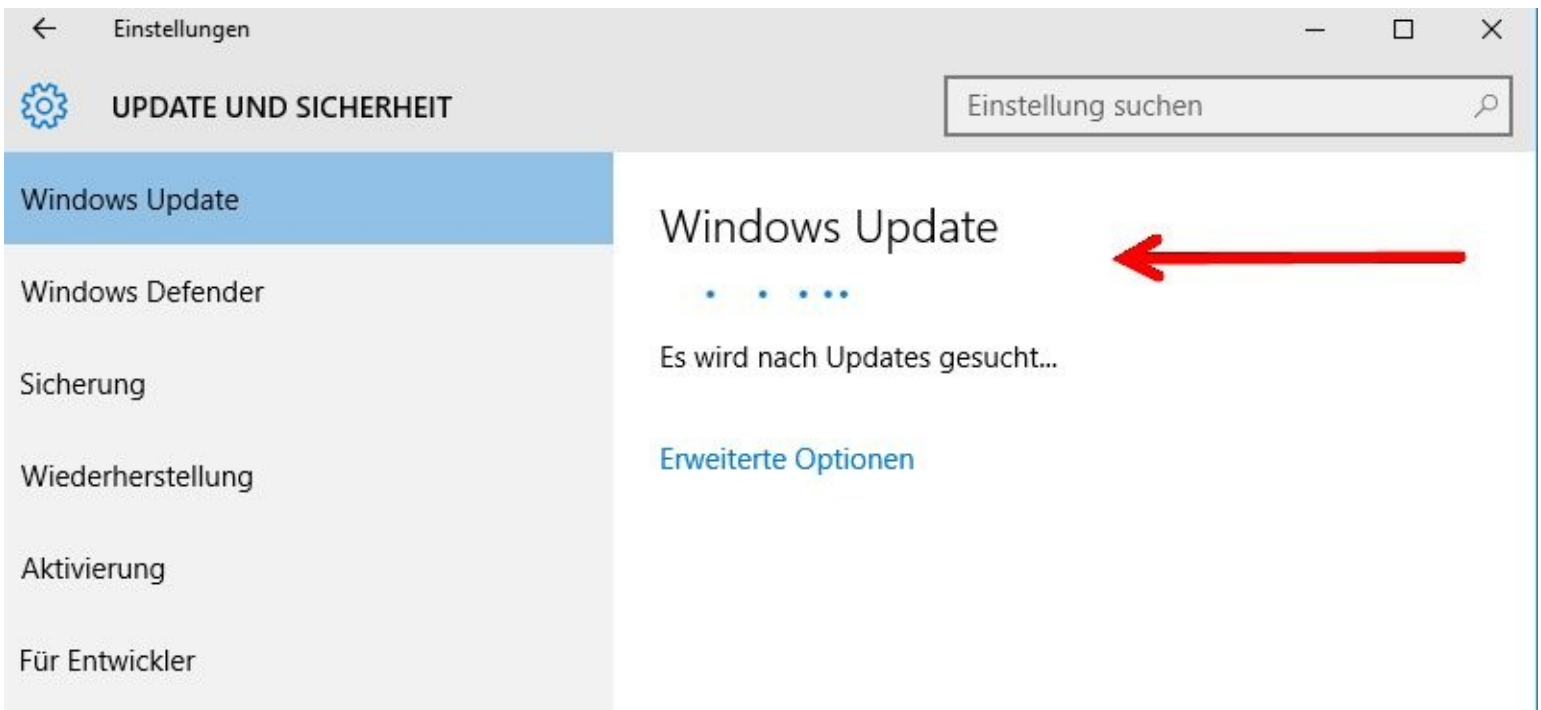 Einstellungen
UPDATE UND SICHERHEIT
Einstellung suchen
Windows Update
Windows Defender
Sicherung
Wiederherstellung
Aktivierung
Für Entwickler
Windows Update
Es wird nach Updates gesucht...
Erweiterte Optionen